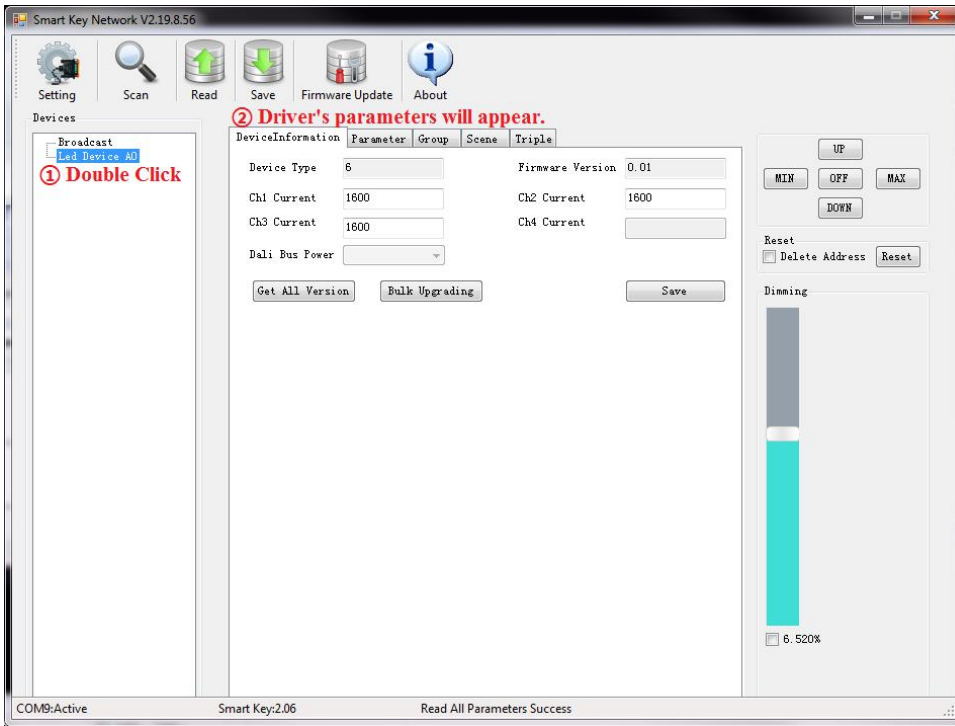 Smart Key Network V2.19.8.56
Setting Scan Read Save Firmware Update About
Devices
② Driver's parameters will appear.
Broadcast
Led Device A0
① Double Click
DeviceInformation Parameter Group Scene Triple
Device Type 6 Firmware Version 0.01
Ch1 Current 1600 Ch2 Current 1600
Ch3 Current 1600 Ch4 Current
Dali Bus Power
Get All Version Bulk Upgrading Save
UP
MIN OFF MAX
DOWN
Reset
Delete Address Reset
Dimming
6.520%
COM9:Active Smart Key:2.06 Read All Parameters Success